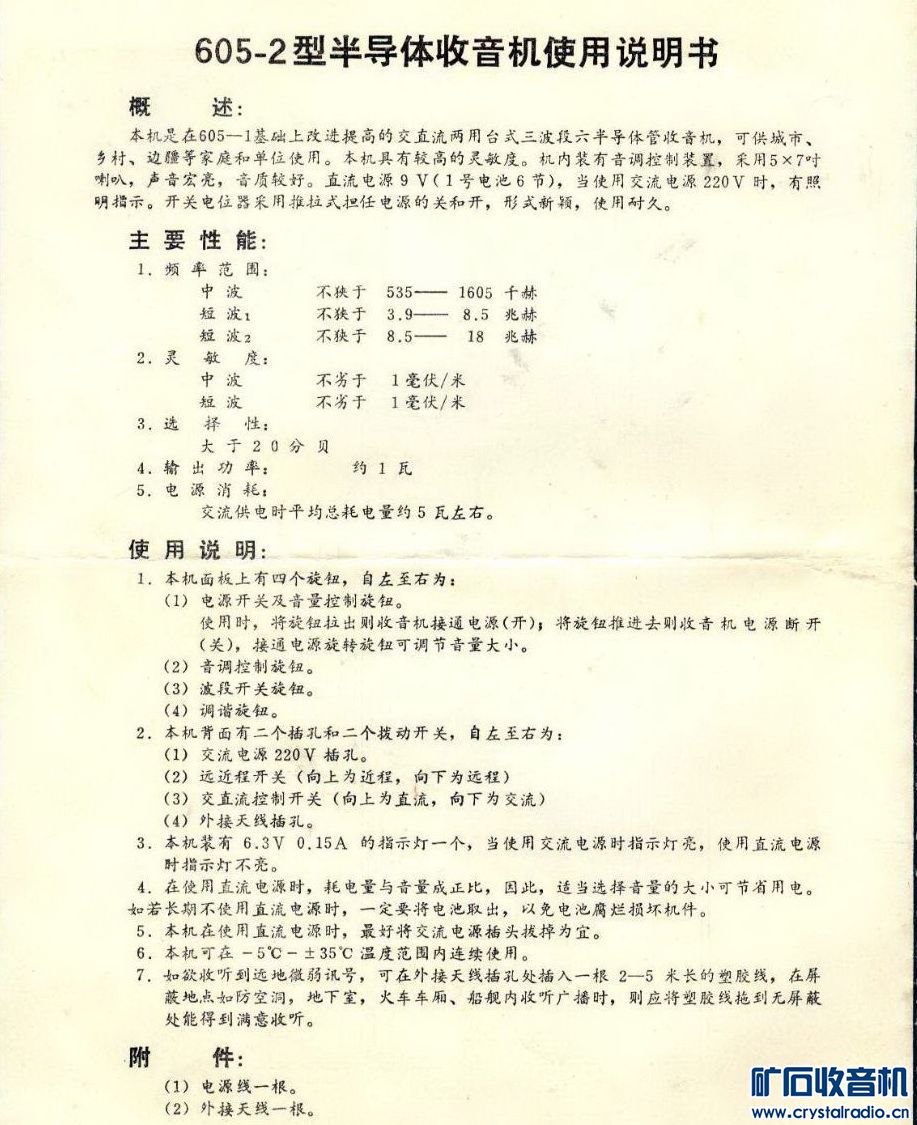 605-2型半导体收音机使用说明书
概 述:
本机是在605—1基础上改进提高的交直流两用台式三波段六半导体管收音机，可供城市、
乡村、边疆等家庭和单位使用。本机具有较高的灵敏度。机内装有音调控制装置，采用5×7吋
喇叭，声音宏亮，音质较好。直流电源9V(1号电池6节)，当使用交流电源220V时，有照
明指示。开关电位器采用推拉式担任电源的关和开，形式新颖，使用耐久。
主要性能:
1．频率范围:
中波 不狭于 535—— 1605 千赫
短波1 不狭于 3.9—— 8.5 兆赫
短波2 不狭于 8.5—— 18 兆赫
2．灵敏度:
中波 不劣于 1毫伏/米
短波 不劣于 1毫伏/米
3．选择性:
大于20分贝
4．输出功率: 约1瓦
5．电源消耗:
交流供电时平均总耗电量约5瓦左右。
使用说明:
1．本机面板上有四个旋钮，自左至右为:
(1) 电源开关及音量控制旋钮。
使用时，将旋钮拉出则收音机接通电源(开)；将旋钮推进去则收音机电源断开
(关)，接通电源旋转旋钮可调节音量大小。
(2) 音调控制旋钮。
(3) 波段开关旋钮。
(4) 调谐旋钮。
2．本机背面有二个插孔和二个拨动开关，自左至右为:
(1) 交流电源220V插孔。
(2) 远近程开关(向上为近程，向下为远程)
(3) 交直流控制开关(向上为直流，向下为交流)
(4) 外接天线插孔。
3．本机装有 6.3V 0.15A 的指示灯一个，当使用交流电源时指示灯亮，使用直流电源
时指示灯不亮。
4．在使用直流电源时，耗电量与音量成正比，因此，适当选择音量的大小可节省用电。
如若长期不使用直流电源时，一定要将电池取出，以免电池腐烂损坏机件。
5．本机在使用直流电源时，最好将交流电源插头拔掉为宜。
6．本机可在 －5℃－±35℃ 温度范围内连续使用。
7．如欲收听到远地微弱讯号，可在外接天线插孔处插入一根 2—5 米长的塑胶线，在屏
蔽地点如防空洞，地下室，火车车厢、船舰内收听广播时，则应将塑胶线拖到无屏蔽
处能得到满意收听。
附 件:
(1) 电源线一根。
(2) 外接天线一根。
矿石收音机
www.crystalradio.cn